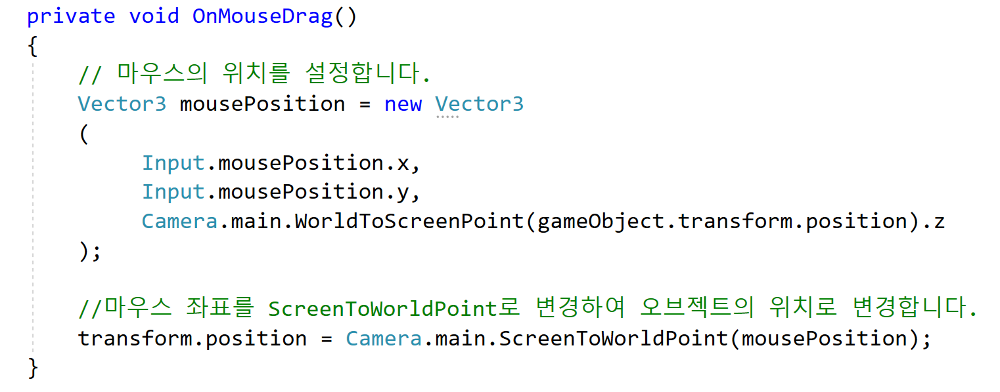 private void OnMouseDrag()
{
// 마우스의 위치를 설정합니다.
Vector3 mousePosition = new Vector3
(
Input.mousePosition.x,
Input.mousePosition.y,
Camera.main.WorldToScreenPoint(gameObject.transform.position).z
);
//마우스 좌표를 ScreenToWorldPoint로 변경하여 오브젝트의 위치로 변경합니다.
transform.position = Camera.main.ScreenToWorldPoint(mousePosition);
}